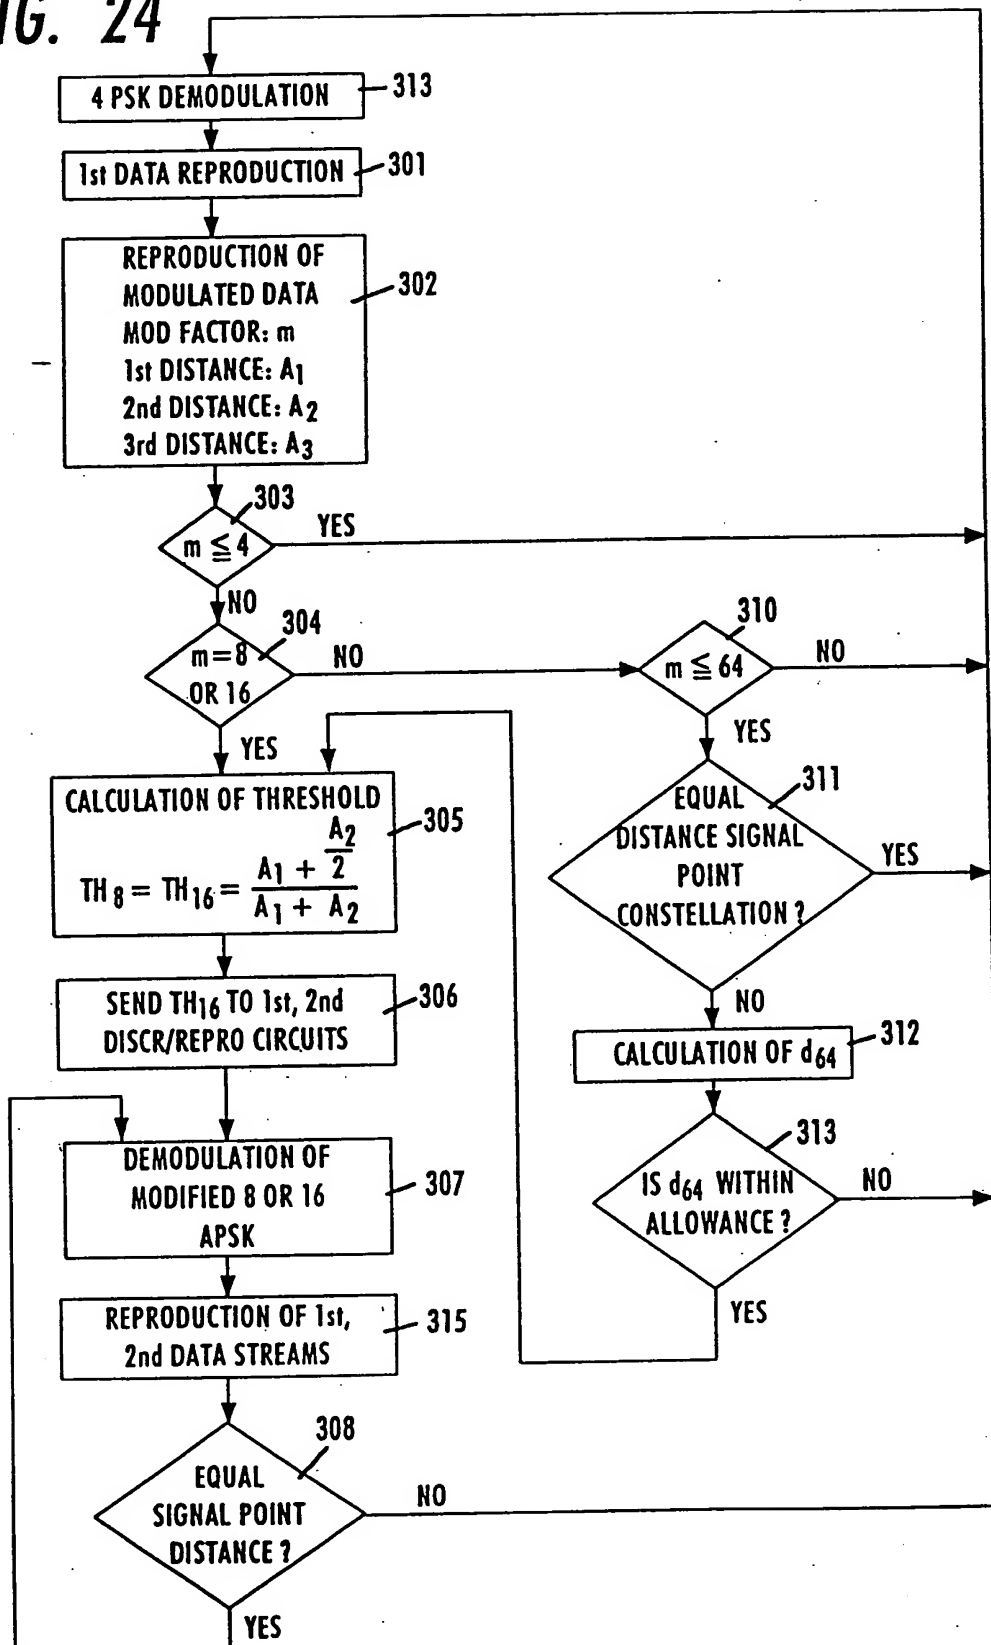 IG. 24
4 PSK DEMODULATION
313
1st DATA REPRODUCTION
301
REPRODUCTION OF
MODULATED DATA
MOD FACTOR: m
1st DISTANCE: A1
2nd DISTANCE: A2
3rd DISTANCE: A3
302
303
m ≦ 4
YES
NO
304
m=8
OR 16
NO
YES
310
m ≦ 64
NO
YES
CALCULATION OF THRESHOLD
TH8 = TH16 = (A1 + A2/2) / (A1 + A2)
305
311
EQUAL
DISTANCE SIGNAL
POINT
CONSTELLATION ?
YES
NO
SEND TH16 TO 1st, 2nd
DISCR/REPRO CIRCUITS
306
CALCULATION OF d64
312
DEMODULATION OF
MODIFIED 8 OR 16
APSK
307
313
IS d64 WITHIN
ALLOWANCE ?
NO
YES
REPRODUCTION OF 1st,
2nd DATA STREAMS
315
308
EQUAL
SIGNAL POINT
DISTANCE ?
NO
YES